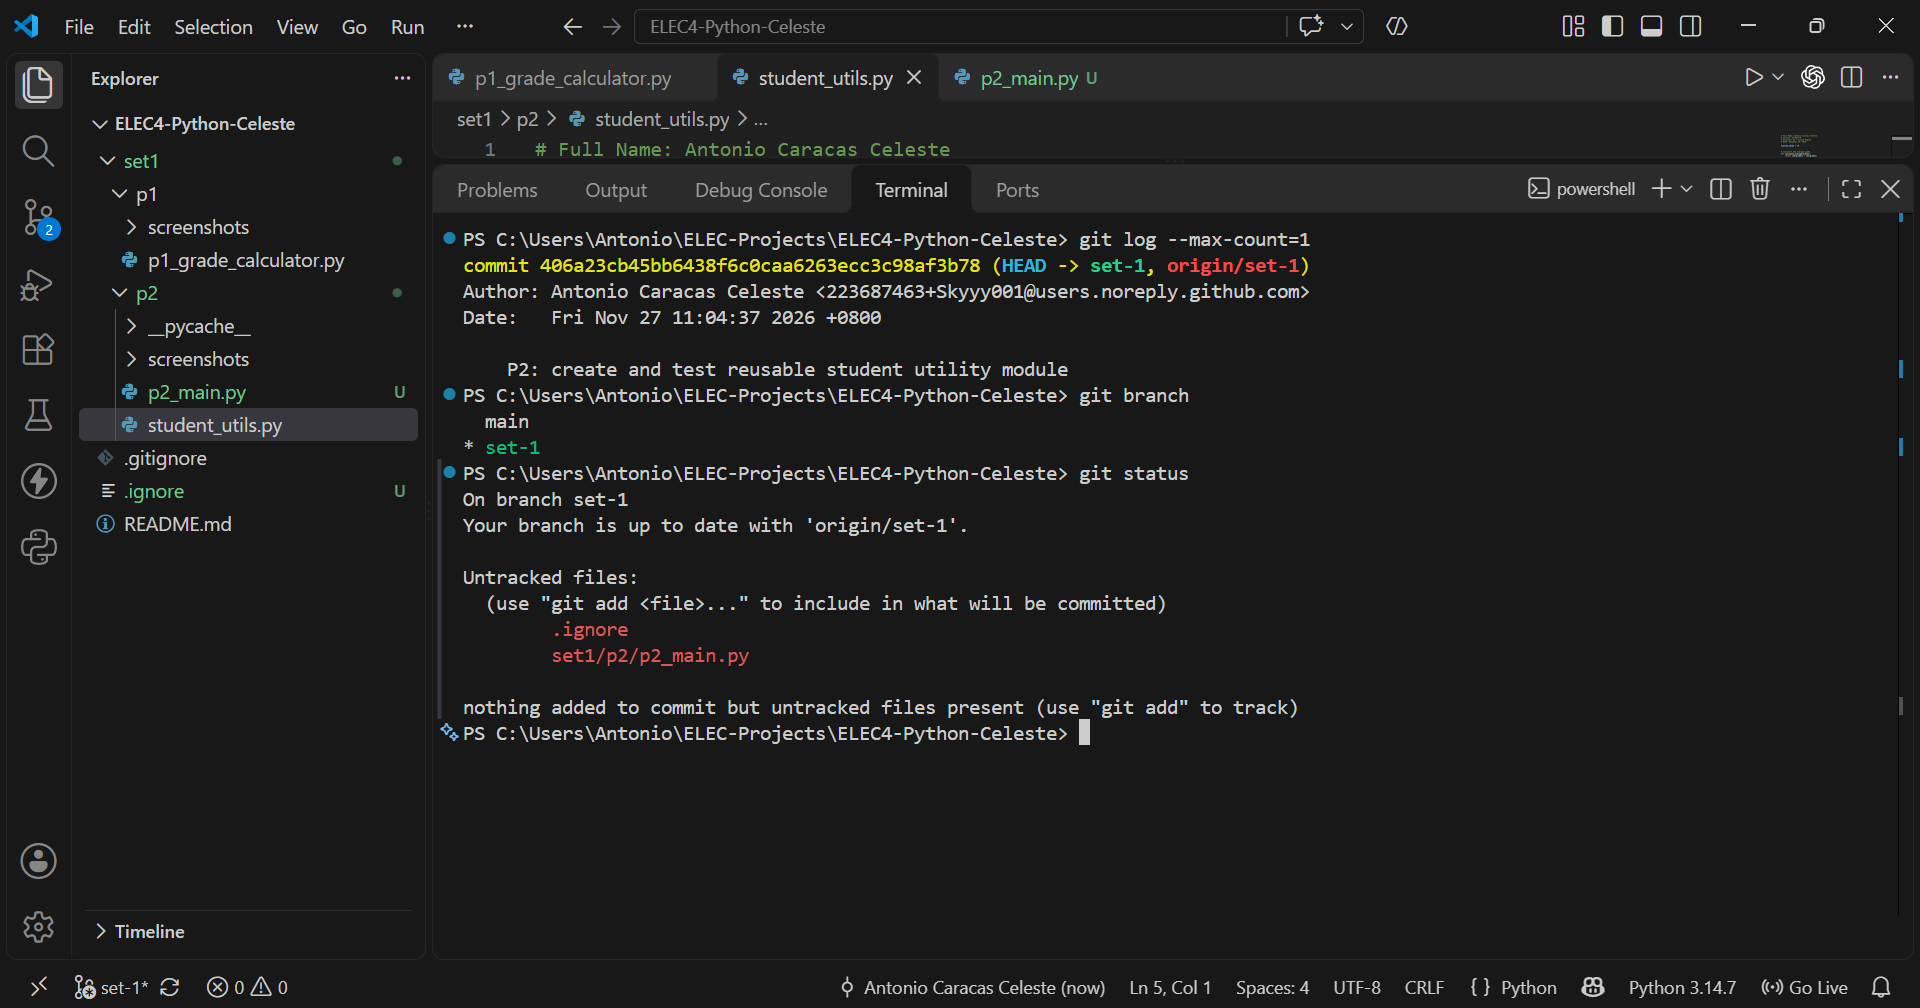 File Edit Selection View Go Run ELEC4-Python-Celeste
Explorer
ELEC4-Python-Celeste
set1
p1
screenshots
p1_grade_calculator.py
p2
__pycache__
screenshots
p2_main.py U
student_utils.py
.gitignore
.ignore U
README.md
Timeline
2
p1_grade_calculator.py student_utils.py p2_main.py U
set1 > p2 > student_utils.py > ...
1 # Full Name: Antonio Caracas Celeste
Problems Output Debug Console Terminal Ports powershell
PS C:\Users\Antonio\ELEC-Projects\ELEC4-Python-Celeste> git log --max-count=1
commit 406a23cb45bb6438f6c0caa6263ecc3c98af3b78 (HEAD -> set-1, origin/set-1)
Author: Antonio Caracas Celeste <223687463+Skyyy001@users.noreply.github.com>
Date:   Fri Nov 27 11:04:37 2026 +0800
P2: create and test reusable student utility module
PS C:\Users\Antonio\ELEC-Projects\ELEC4-Python-Celeste> git branch
main
* set-1
PS C:\Users\Antonio\ELEC-Projects\ELEC4-Python-Celeste> git status
On branch set-1
Your branch is up to date with 'origin/set-1'.
Untracked files:
(use "git add <file>..." to include in what will be committed)
.ignore
set1/p2/p2_main.py
nothing added to commit but untracked files present (use "git add" to track)
PS C:\Users\Antonio\ELEC-Projects\ELEC4-Python-Celeste>
set-1* 0 0 Antonio Caracas Celeste (now) Ln 5, Col 1 Spaces: 4 UTF-8 CRLF {} Python Python 3.14.7 Go Live